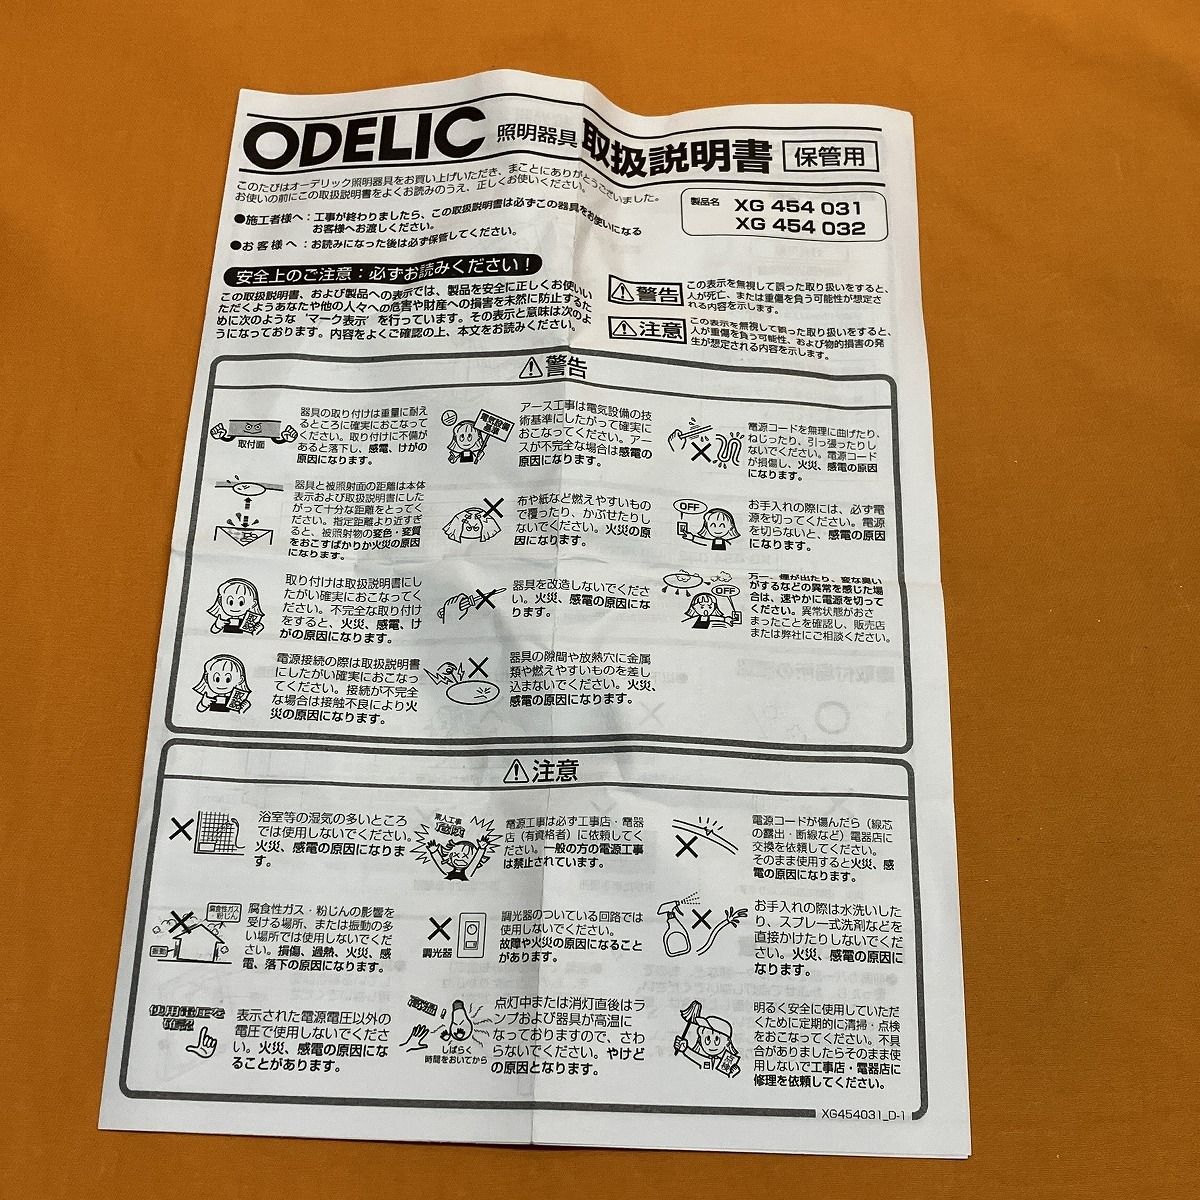 ODELIC 照明器具 取扱説明書 保管用
このたびはオーデリック照明器具をお買い上げいただき、まことにありがとうございました。
お使いの前にこの取扱説明書をよくお読みのうえ、正しくお使いください。
●施工者様へ：工事が終わりましたら、この取扱説明書は必ずこの器具をお使いになる
お客様へお渡しください。
●お客様へ：お読みになった後は必ず保管してください。
製品名 XG 454 031
XG 454 032
安全上のご注意：必ずお読みください！
この取扱説明書、および製品への表示では、製品を安全に正しくお使いい
ただくようあなたや他の人々への危害や財産への損害を未然に防止するた
めに次のような "マーク表示" を行っています。その表示と意味は次のよ
うになっております。内容をよくご確認の上、本文をお読みください。
警告
この表示を無視して誤った取り扱いをすると、
人が死亡、または重傷を負う可能性が想定さ
れる内容を示します。
注意
この表示を無視して誤った取り扱いをすると、
人が重傷を負う可能性、および物的損害の発
生が想定される内容を示します。
警告
取付面
器具の取り付けは重量に耐え
るところに確実におこなって
ください。取り付けに不備が
あると落下し、感電、けがの
原因になります。
電気設備
基準
アース工事は電気設備の技
術基準にしたがって確実に
おこなってください。アー
スが不完全な場合は感電の
原因になります。
電源コードを無理に曲げたり、
ねじったり、引っ張ったりし
ないでください。電源コード
が損傷し、火災、感電の原因
になります。
器具と被照射面の距離は本体
表示および取扱説明書にした
がって十分な距離をとってく
ださい。指定距離より近すぎ
ると、被照射物の変色・変質
をおこすばかりか火災の原因
になります。
布や紙など燃えやすいもの
で覆ったり、かぶせたりし
ないでください。火災の原
因になります。
OFF
お手入れの際には、必ず電
源を切ってください。電源
を切らないと、感電の原因
になります。
取り付けは取扱説明書にし
たがい確実におこなってく
ださい。不完全な取り付け
をすると、火災、感電、け
がの原因になります。
器具を改造しないでくださ
い。火災、感電の原因にな
ります。
OFF
万一、煙が出たり、変な臭い
がするなどの異常を感じた場
合は、速やかに電源を切って
ください。異常状態がおさ
まったことを確認し、販売店
または弊社にご相談ください。
電源接続の際は取扱説明書
にしたがい確実におこなっ
てください。接続が不完全
な場合は接触不良により火
災の原因になります。
器具の隙間や放熱穴に金属
類や燃えやすいものを差し
込まないでください。火災、
感電の原因になります。
注意
浴室等の湿気の多いところ
では使用しないでください。
火災、感電の原因になりま
す。
素人工事
電源工事は必ず工事店・電器
店（有資格者）に依頼してく
ださい。一般の方の電源工事
は禁止されています。
電源コードが傷んだら（線芯
の露出・断線など）電器店に
交換を依頼してください。
そのまま使用すると火災、感
電の原因になります。
腐食性ガス
・粉じん
振動
腐食性ガス・粉じんの影響を
受ける場所、または振動の多
い場所では使用しないでくだ
さい。損傷、過熱、火災、感
電、落下の原因になります。
調光器
調光器のついている回路では
使用しないでください。
故障や火災の原因になること
があります。
お手入れの際は水洗いした
り、スプレー式洗剤などを
直接かけたりしないでくだ
さい。火災、感電の原因に
なります。
表示された電源電圧以外の
電圧で使用しないでくださ
い。火災、感電の原因にな
ることがあります。
しばらく
時間をおいてから
点灯中または消灯直後はラ
ンプおよび器具が高温に
なっておりますので、さわ
らないでください。やけど
の原因となります。
明るく安全に使用していただ
くために定期的に清掃・点検
をおこなってください。不具
合がありましたらそのまま使
用しないで工事店・電器店に
修理を依頼してください。
XG454031_D-1